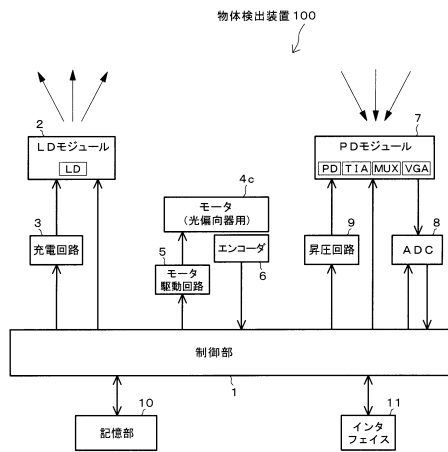 物体検出装置100
2
LDモジュール
LD
3
充電回路
4c
モータ
(光偏向器用)
エンコーダ
6
5
モータ
駆動回路
7
PDモジュール
PD TIA MUX VGA
9
昇圧回路
8
ADC
制御部
1
10
記憶部
11
インタ
フェイス